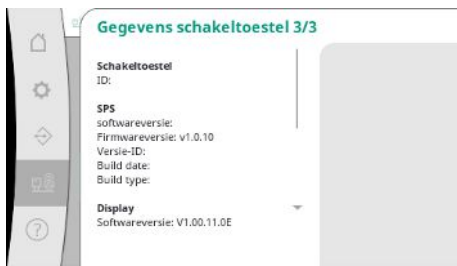 Gegevens schakeltoestel 3/3
Schakeltoestel
ID:
SPS
softwareversie:
Firmwareversie: v1.0.10
Versie-ID:
Build date:
Build type:
Display
Softwareversie: V1.00.11.0E